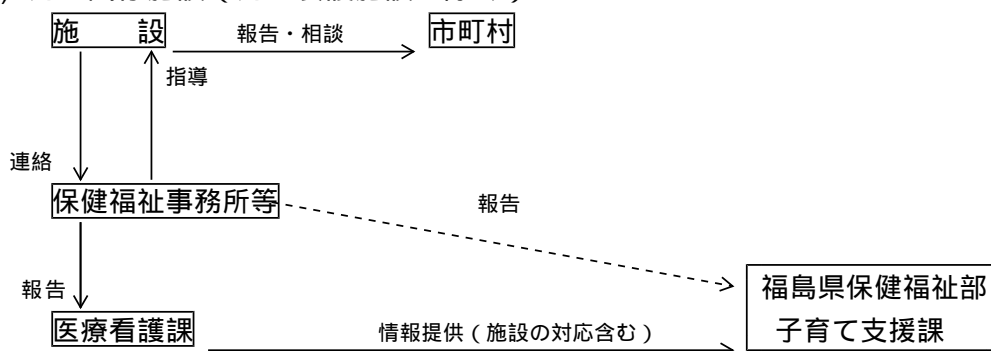 施　　設
報告・相談
市町村
指導
連絡
保健福祉事務所等
報告
報告
福島県保健福祉部
子育て支援課
医療看護課
情報提供（施設の対応含む）